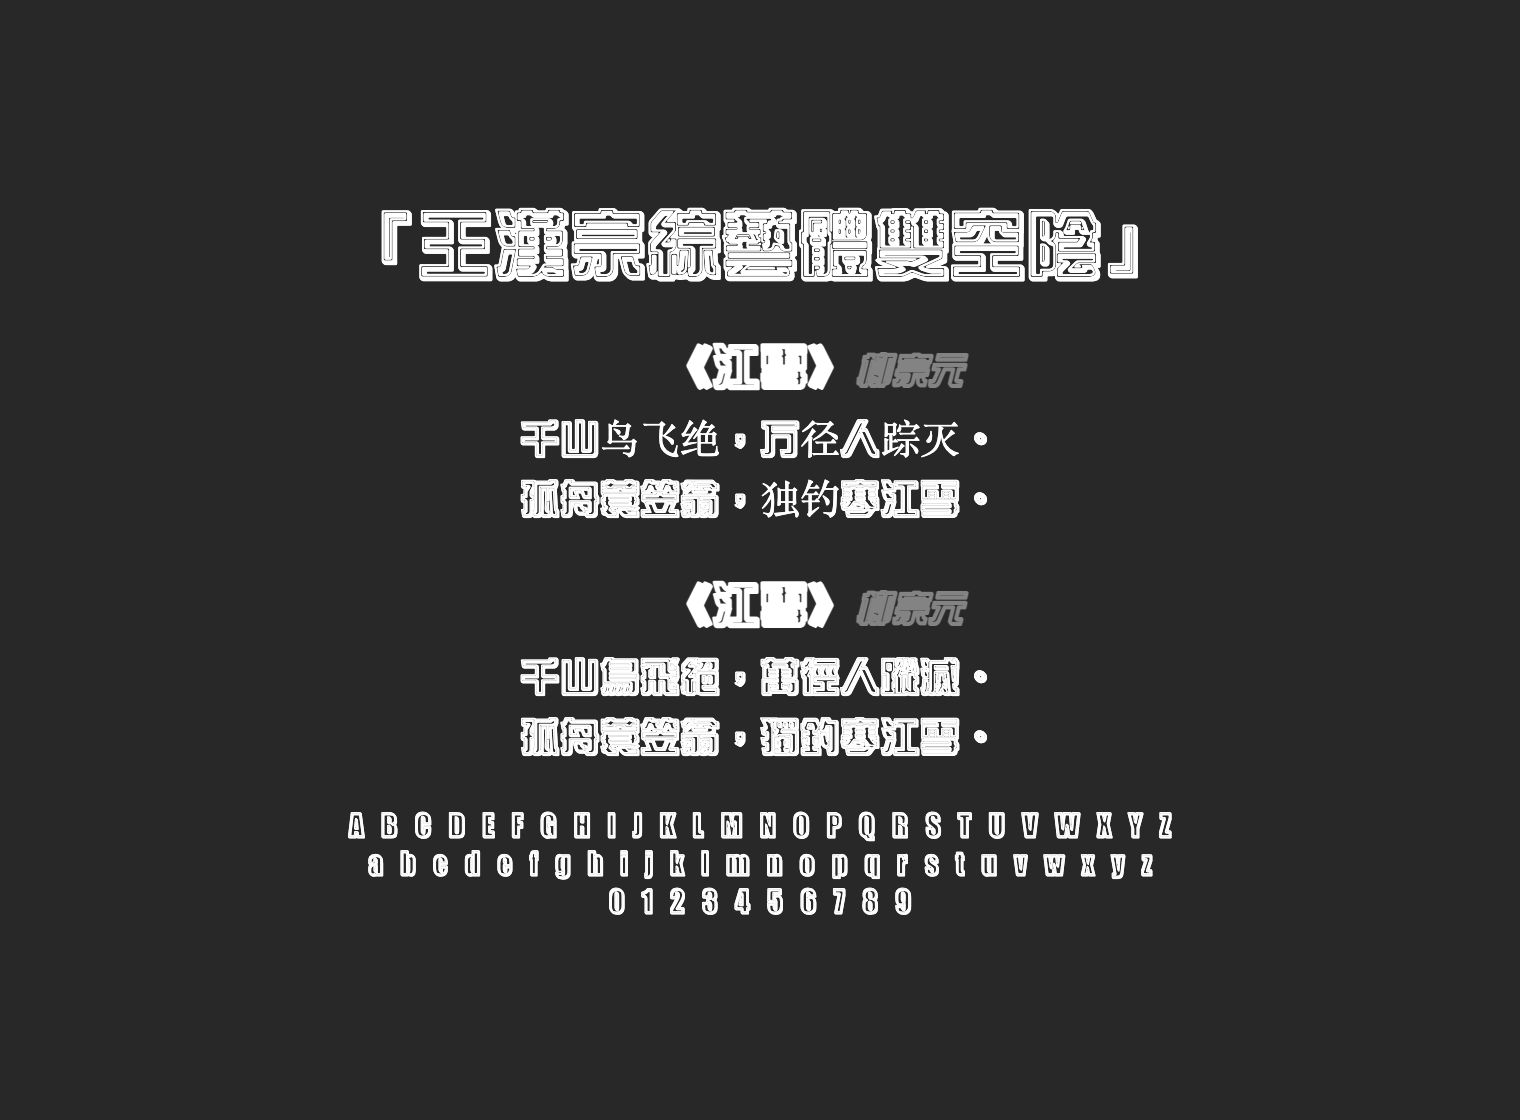 「王漢宗綜藝體雙空陰」
《江雪》 柳宗元
千山鸟飞绝，万径人踪灭。
孤舟蓑笠翁，独钓寒江雪。
《江雪》 柳宗元
千山鳥飛絕，萬徑人蹤滅。
孤舟蓑笠翁，獨釣寒江雪。
A B C D E F G H I J K L M N O P Q R S T U V W X Y Z
a b c d e f g h i j k l m n o p q r s t u v w x y z
0 1 2 3 4 5 6 7 8 9